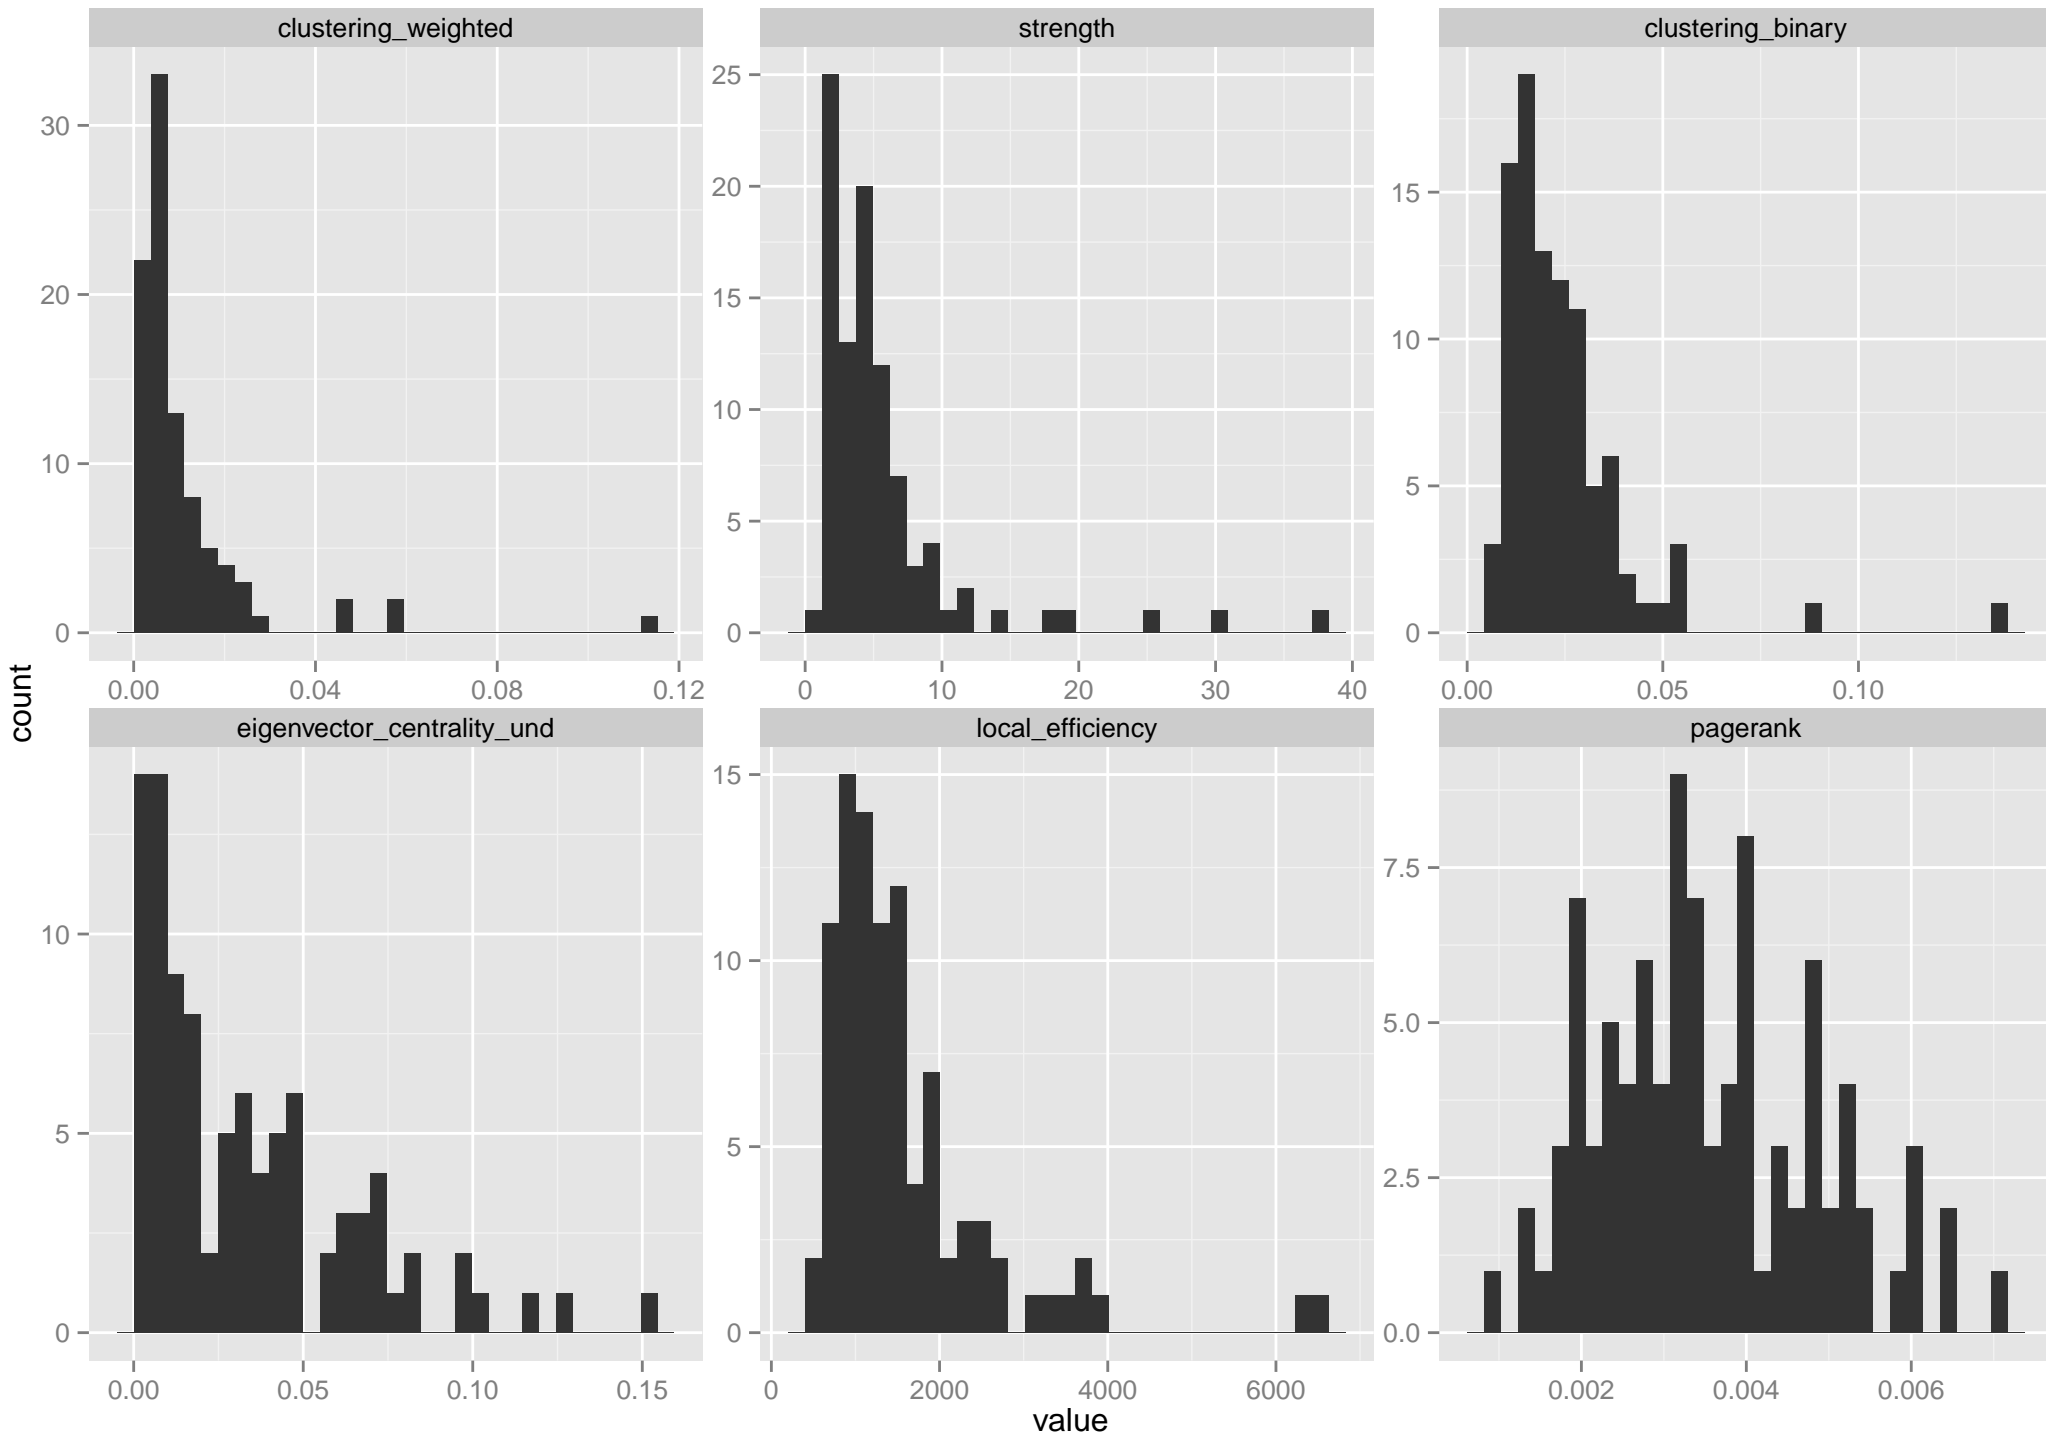 clustering_weighted
strength
clustering_binary
30
20
10
0
25
20
15
10
5
0
15
10
5
0
0.00 0.04 0.08 0.12
0 10 20 30 40
0.00 0.05 0.10
count
eigenvector_centrality_und
local_efficiency
pagerank
10
5
0
15
10
5
0
7.5
5.0
2.5
0.0
0.00 0.05 0.10 0.15
0 2000 4000 6000
0.002 0.004 0.006
value